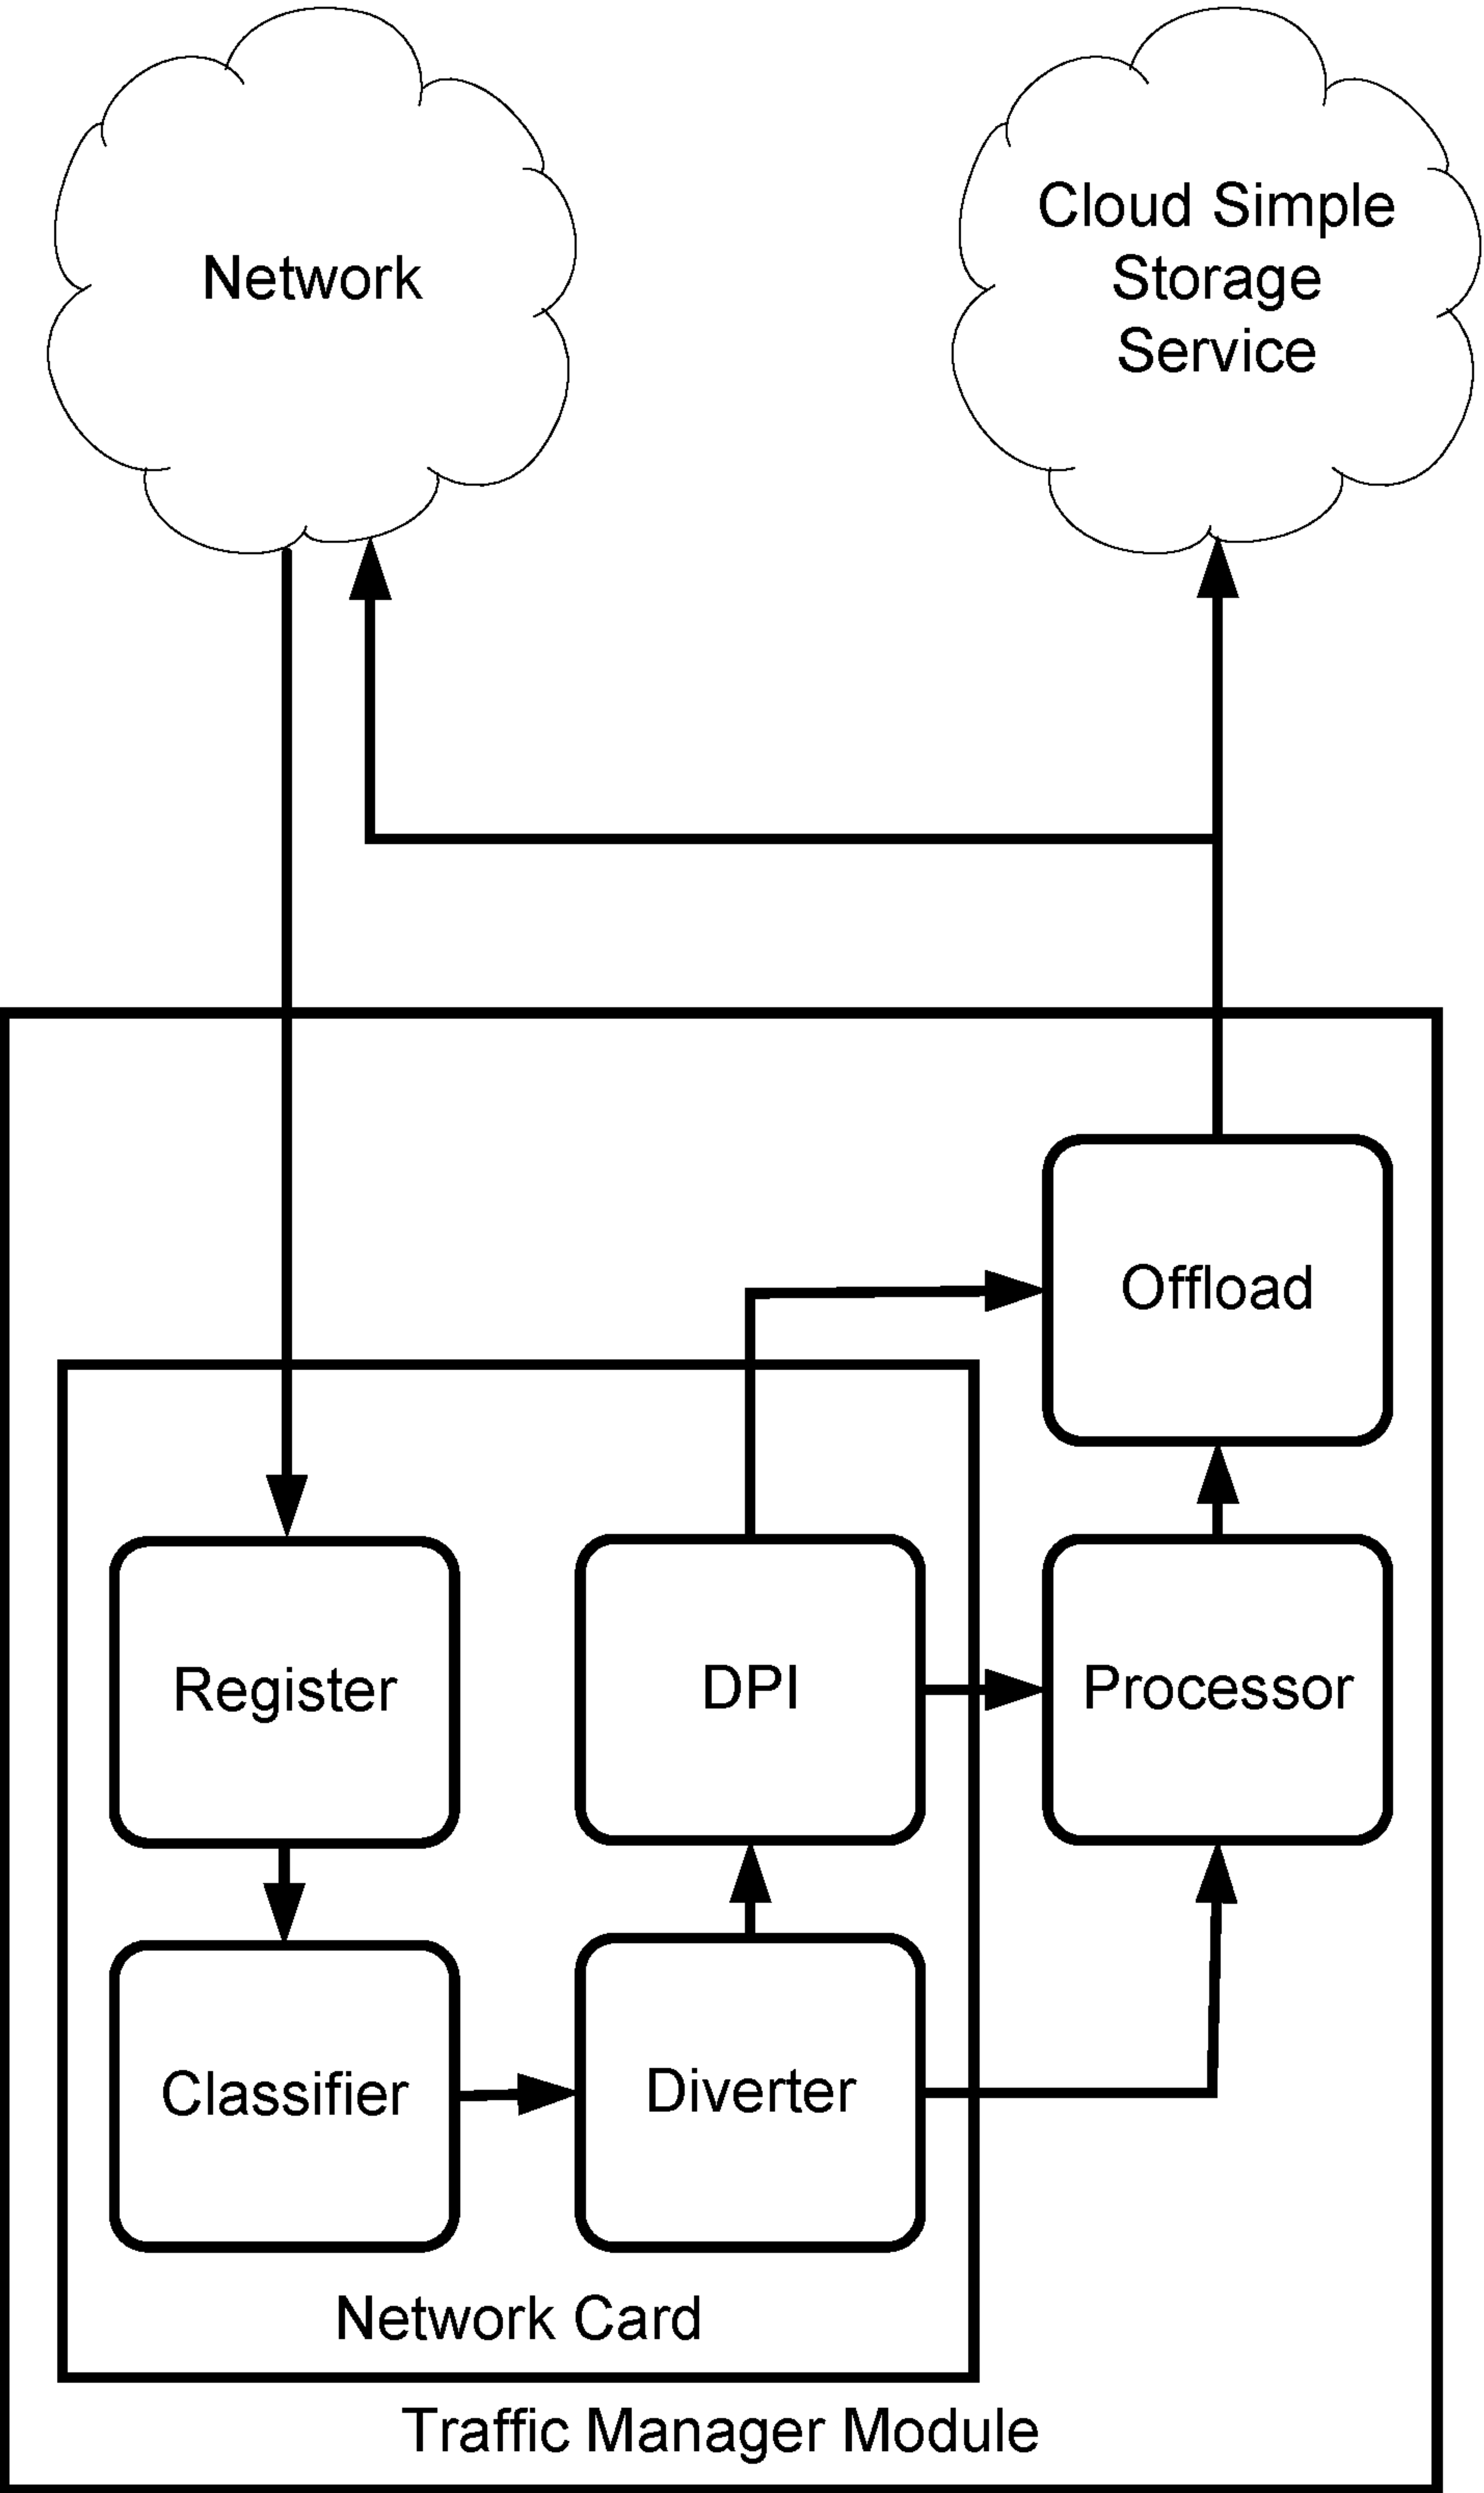 Network
Cloud Simple
Storage
Service
Offload
Register
DPI
Processor
Classifier
Diverter
Network Card
Traffic Manager Module